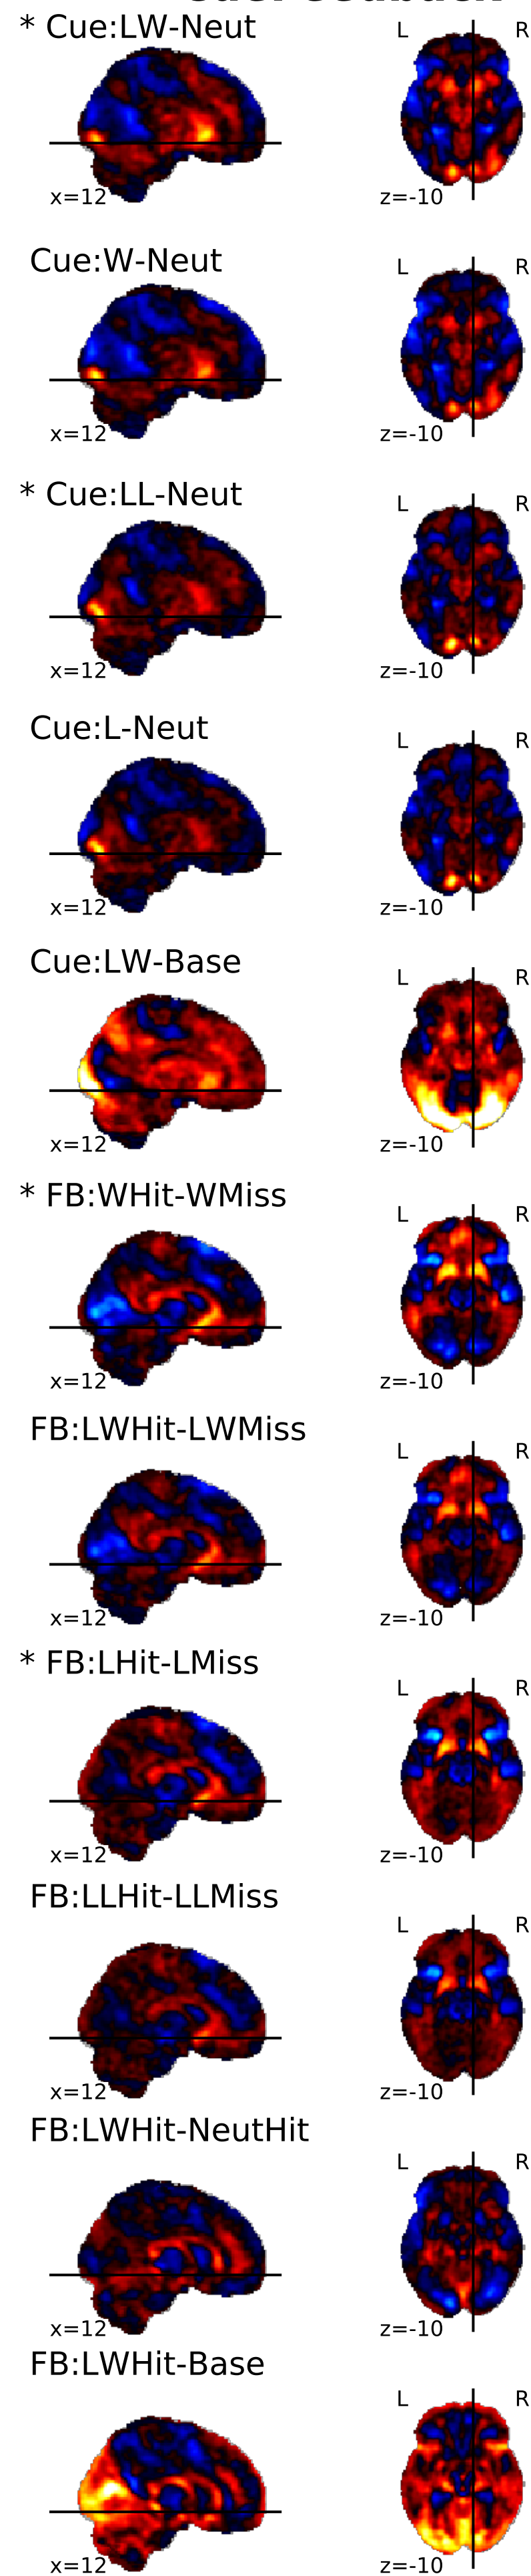 * Cue:LW-Neut
L R
x=12 z=-10
Cue:W-Neut
L R
x=12 z=-10
* Cue:LL-Neut
L R
x=12 z=-10
Cue:L-Neut
L R
x=12 z=-10
Cue:LW-Base
L R
x=12 z=-10
* FB:WHit-WMiss
L R
x=12 z=-10
FB:LWHit-LWMiss
L R
x=12 z=-10
* FB:LHit-LMiss
L R
x=12 z=-10
FB:LLHit-LLMiss
L R
x=12 z=-10
FB:LWHit-NeutHit
L R
x=12 z=-10
FB:LWHit-Base
L R
x=12 z=-10